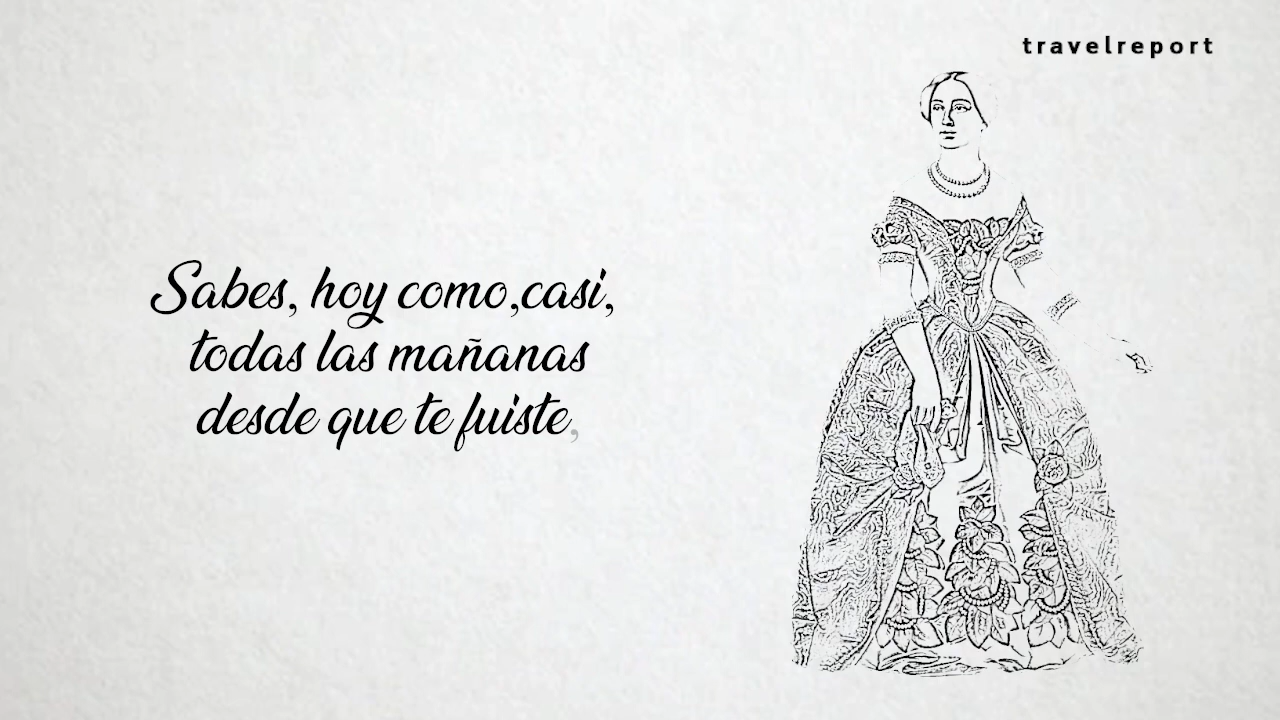 travelreport
Sabes, hoy como,casi,
todas las mañanas
desde que te fuiste,